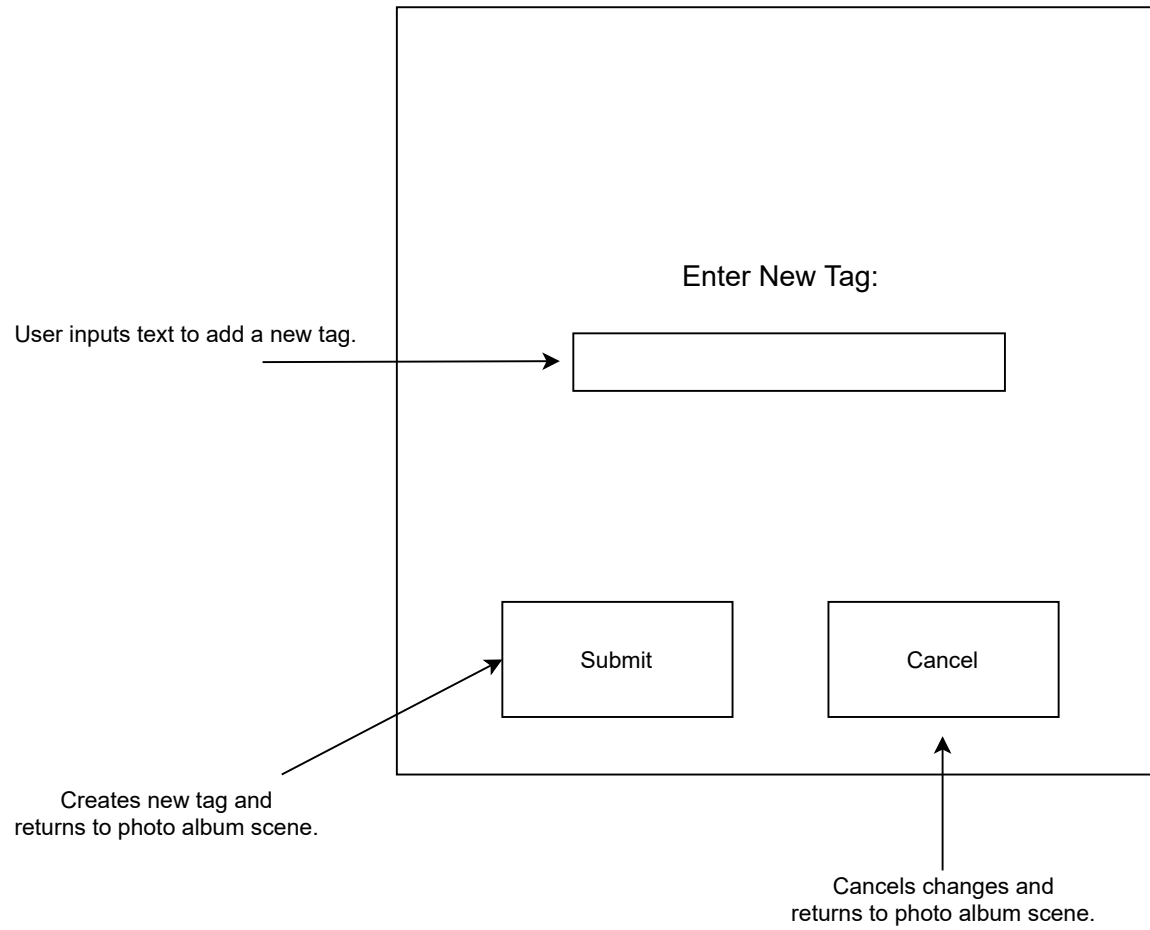 Enter New Tag:
User inputs text to add a new tag.
Submit
Cancel
Creates new tag and
returns to photo album scene.
Cancels changes and
returns to photo album scene.